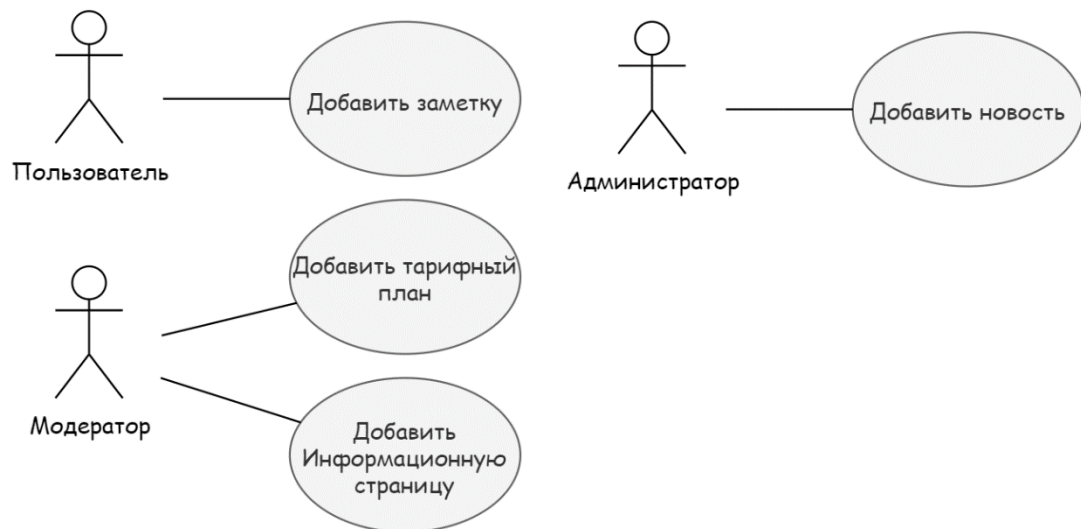 Добавить заметку
Пользователь
Добавить новость
Администратор
Добавить тарифный
план
Модератор
Добавить
Информационную
страницу